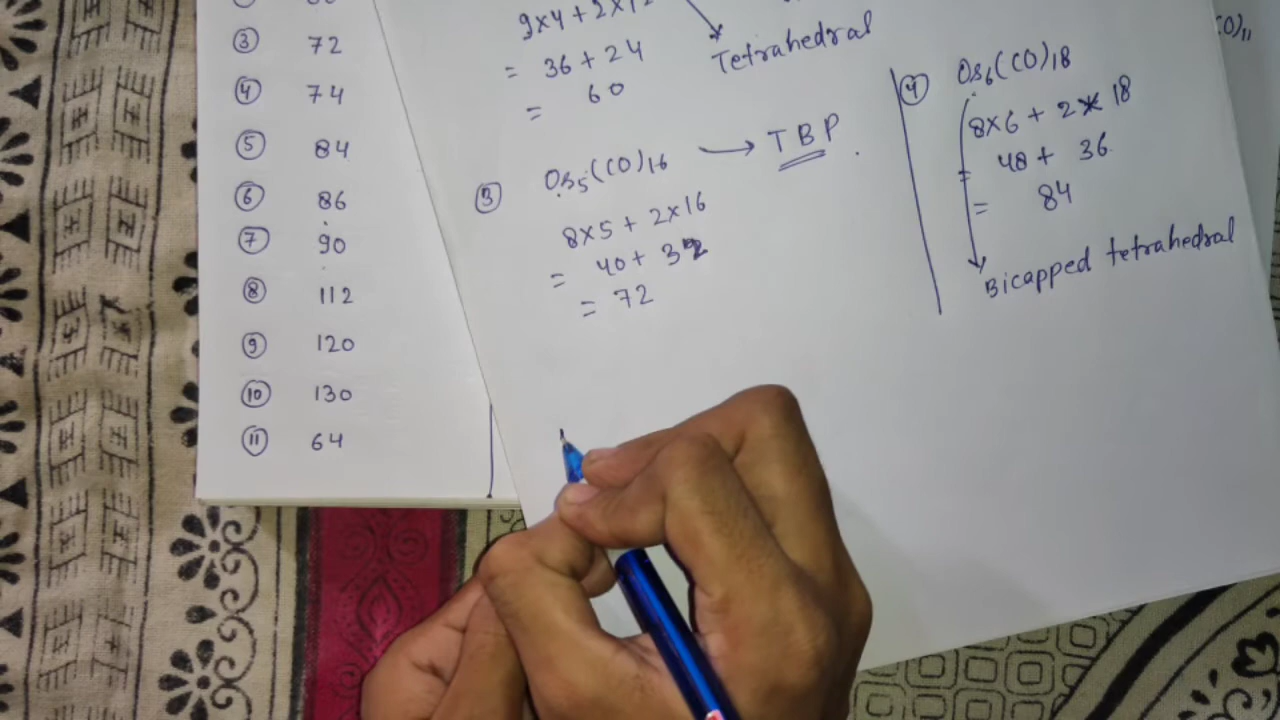 ③ 72
④ 74
⑤ 84
⑥ 86
⑦ 90
⑧ 112
⑨ 120
⑩ 130
⑪ 64
9x4+2x12
= 36+24
= 60
Tetrahedral
③ Os5(CO)16 → TBP
8x5 + 2x16
= 40+ 32
= 72
④ Os6(CO)18
8x6 + 2x18
= 48+ 36
= 84
Bicapped tetrahedral
(CO)11